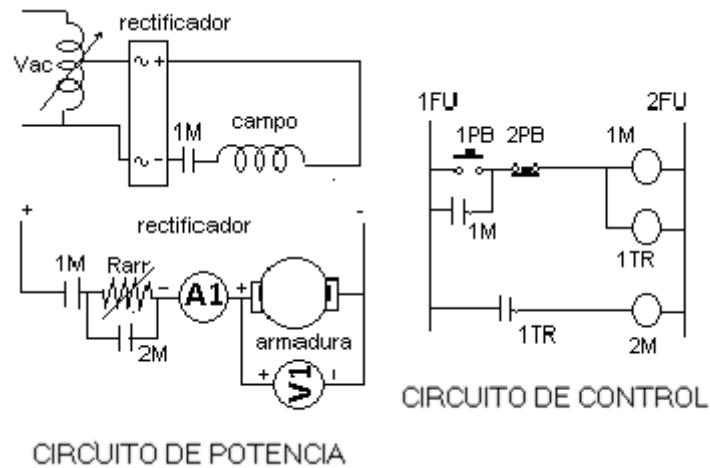 rectificador
Vac
~ +
1M
campo
~ -
+
-
rectificador
1M
Rarr
-
A1
+
2M
armadura
+
V1
-
CIRCUITO DE POTENCIA
1FU
2FU
1PB
2PB
1M
1M
1TR
1TR
2M
CIRCUITO DE CONTROL